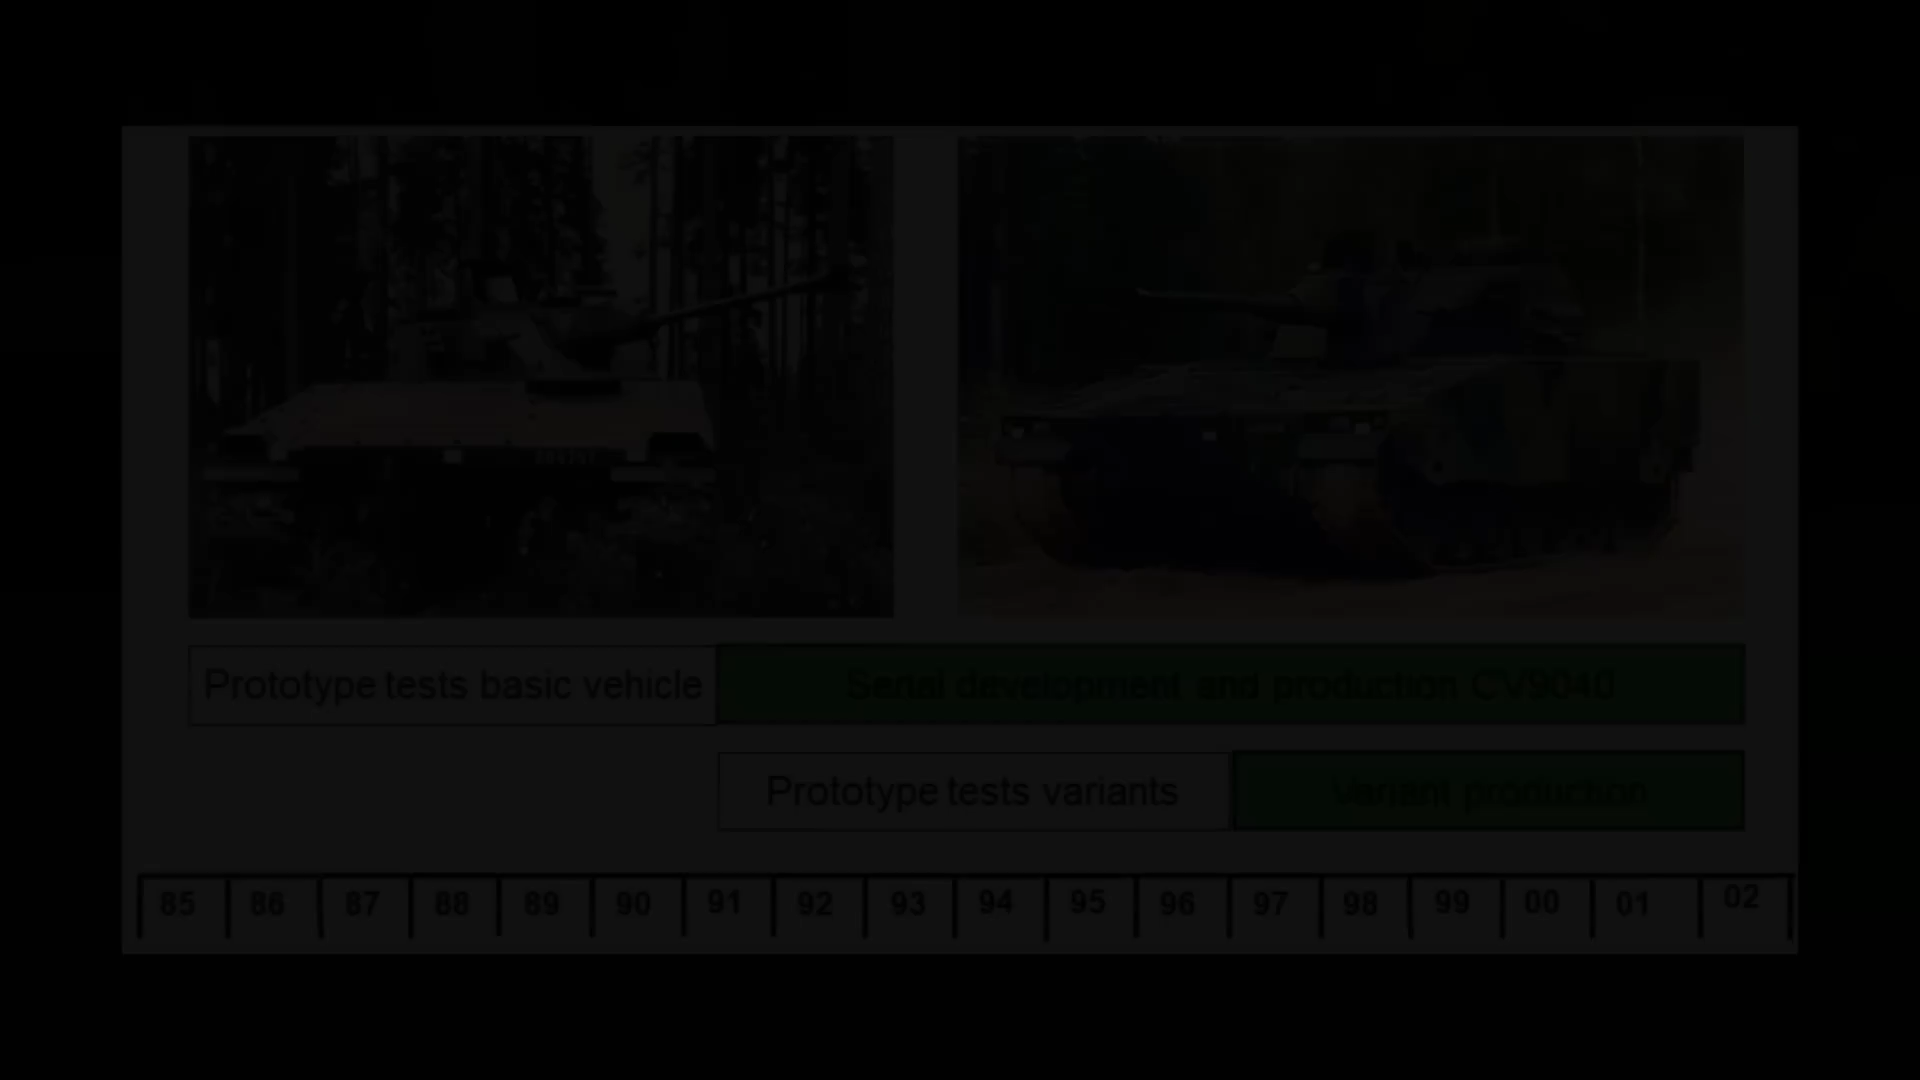 Prototype tests basic vehicle
Serial development and production CV9040
Prototype tests variants
Variant production
85 86 87 88 89 90 91 92 93 94 95 96 97 98 99 00 01 02